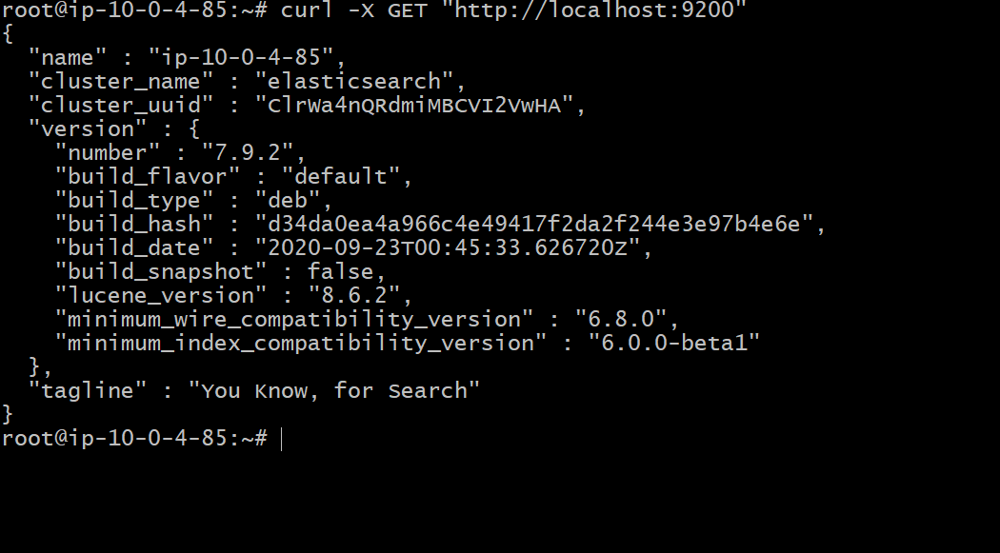 root@ip-10-0-4-85:~# curl -X GET "http://localhost:9200"
{
  "name" : "ip-10-0-4-85",
  "cluster_name" : "elasticsearch",
  "cluster_uuid" : "ClrWa4nQRdmiMBCVI2VwHA",
  "version" : {
    "number" : "7.9.2",
    "build_flavor" : "default",
    "build_type" : "deb",
    "build_hash" : "d34da0ea4a966c4e49417f2da2f244e3e97b4e6e",
    "build_date" : "2020-09-23T00:45:33.626720Z",
    "build_snapshot" : false,
    "lucene_version" : "8.6.2",
    "minimum_wire_compatibility_version" : "6.8.0",
    "minimum_index_compatibility_version" : "6.0.0-beta1"
  },
  "tagline" : "You Know, for Search"
}
root@ip-10-0-4-85:~#